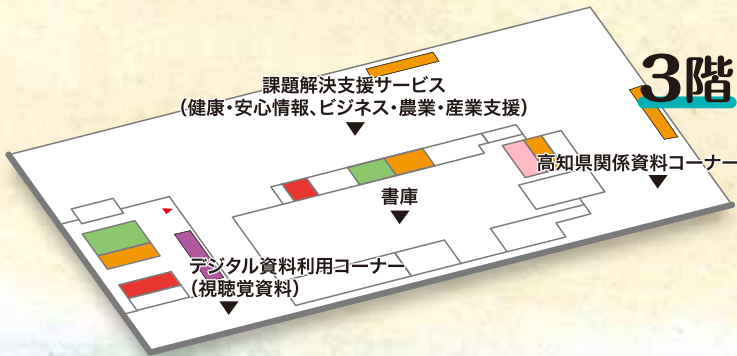 3階
課題解決支援サービス
(健康・安心情報、ビジネス・農業・産業支援)
高知県関係資料コーナー
書庫
デジタル資料利用コーナー
(視聴覚資料)